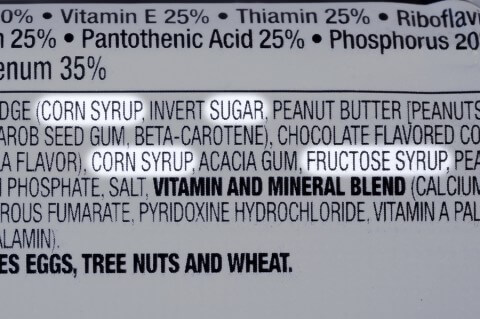 0% • Vitamin E 25% • Thiamin 25% • Riboflavi
n 25% • Pantothenic Acid 25% • Phosphorus 20
enum 35%
DGE (CORN SYRUP, INVERT SUGAR, PEANUT BUTTER [PEANUTS
AROB SEED GUM, BETA-CAROTENE), CHOCOLATE FLAVORED CO
LA FLAVOR), CORN SYRUP, ACACIA GUM, FRUCTOSE SYRUP, PEA
M PHOSPHATE, SALT, VITAMIN AND MINERAL BLEND (CALCIUM
ROUS FUMARATE, PYRIDOXINE HYDROCHLORIDE, VITAMIN A PAL
ALAMIN).
ES EGGS, TREE NUTS AND WHEAT.